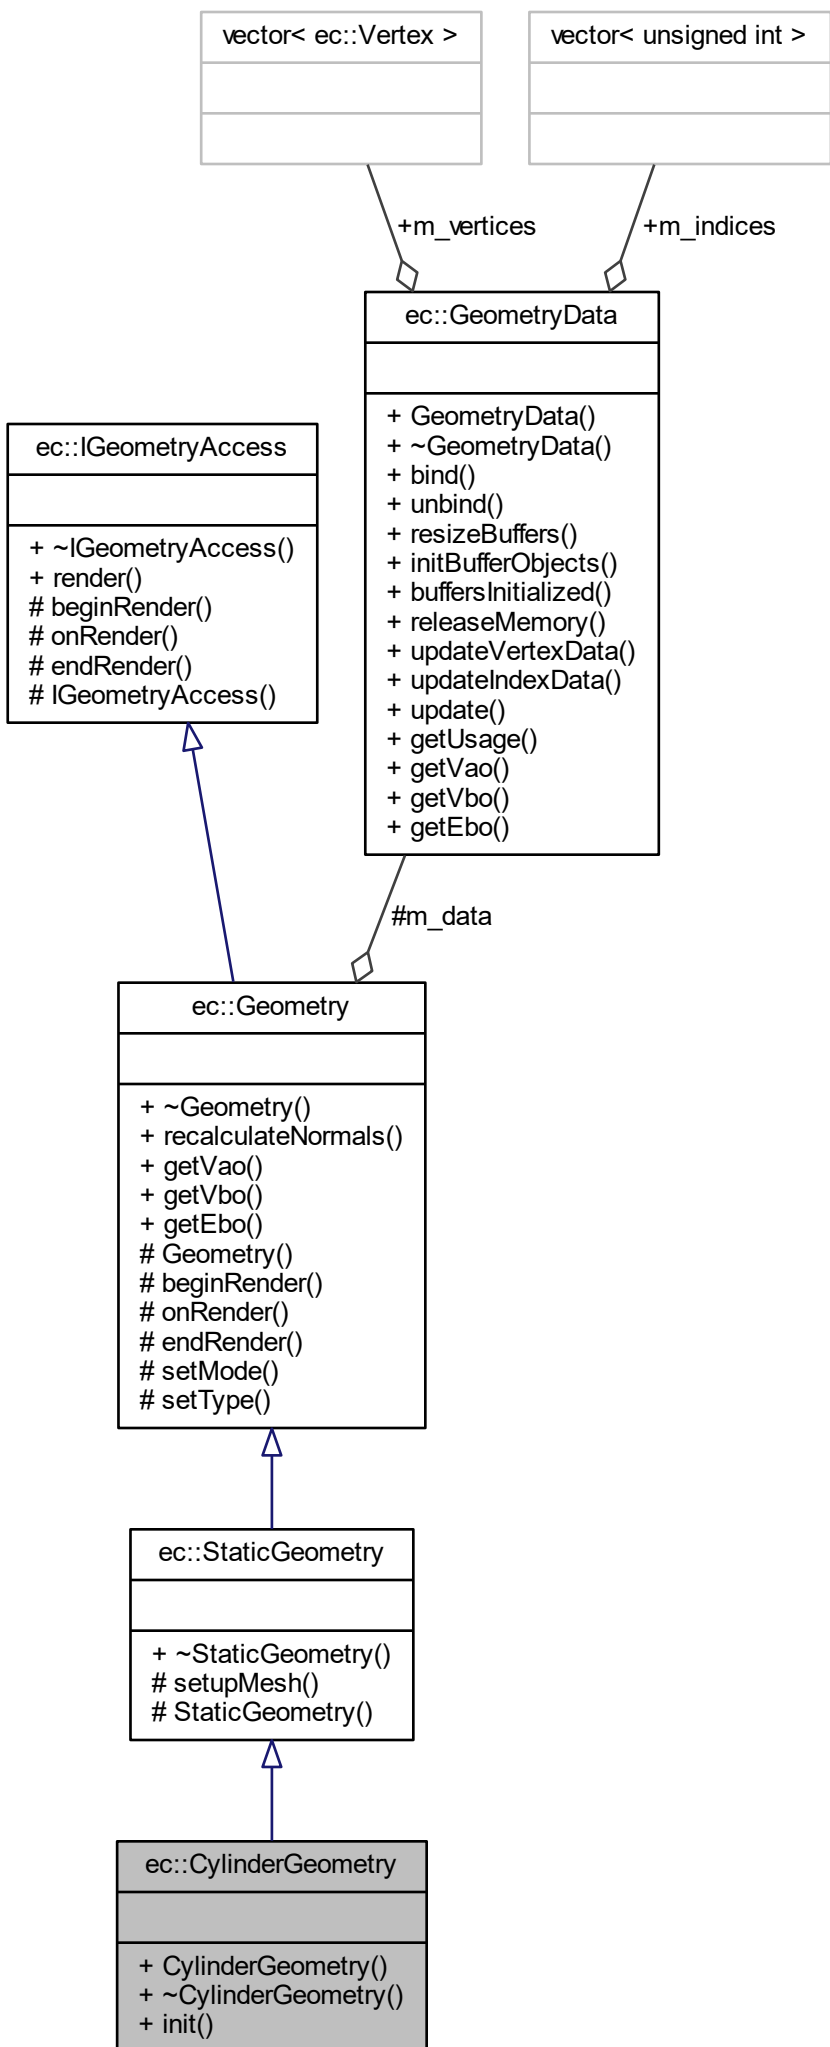 vector< ec::Vertex >
vector< unsigned int >
+m_vertices
+m_indices
ec::GeometryData
+ GeometryData()
+ ~GeometryData()
+ bind()
+ unbind()
+ resizeBuffers()
+ initBufferObjects()
+ buffersInitialized()
+ releaseMemory()
+ updateVertexData()
+ updateIndexData()
+ update()
+ getUsage()
+ getVao()
+ getVbo()
+ getEbo()
ec::IGeometryAccess
+ ~IGeometryAccess()
+ render()
# beginRender()
# onRender()
# endRender()
# IGeometryAccess()
#m_data
ec::Geometry
+ ~Geometry()
+ recalculateNormals()
+ getVao()
+ getVbo()
+ getEbo()
# Geometry()
# beginRender()
# onRender()
# endRender()
# setMode()
# setType()
ec::StaticGeometry
+ ~StaticGeometry()
# setupMesh()
# StaticGeometry()
ec::CylinderGeometry
+ CylinderGeometry()
+ ~CylinderGeometry()
+ init()